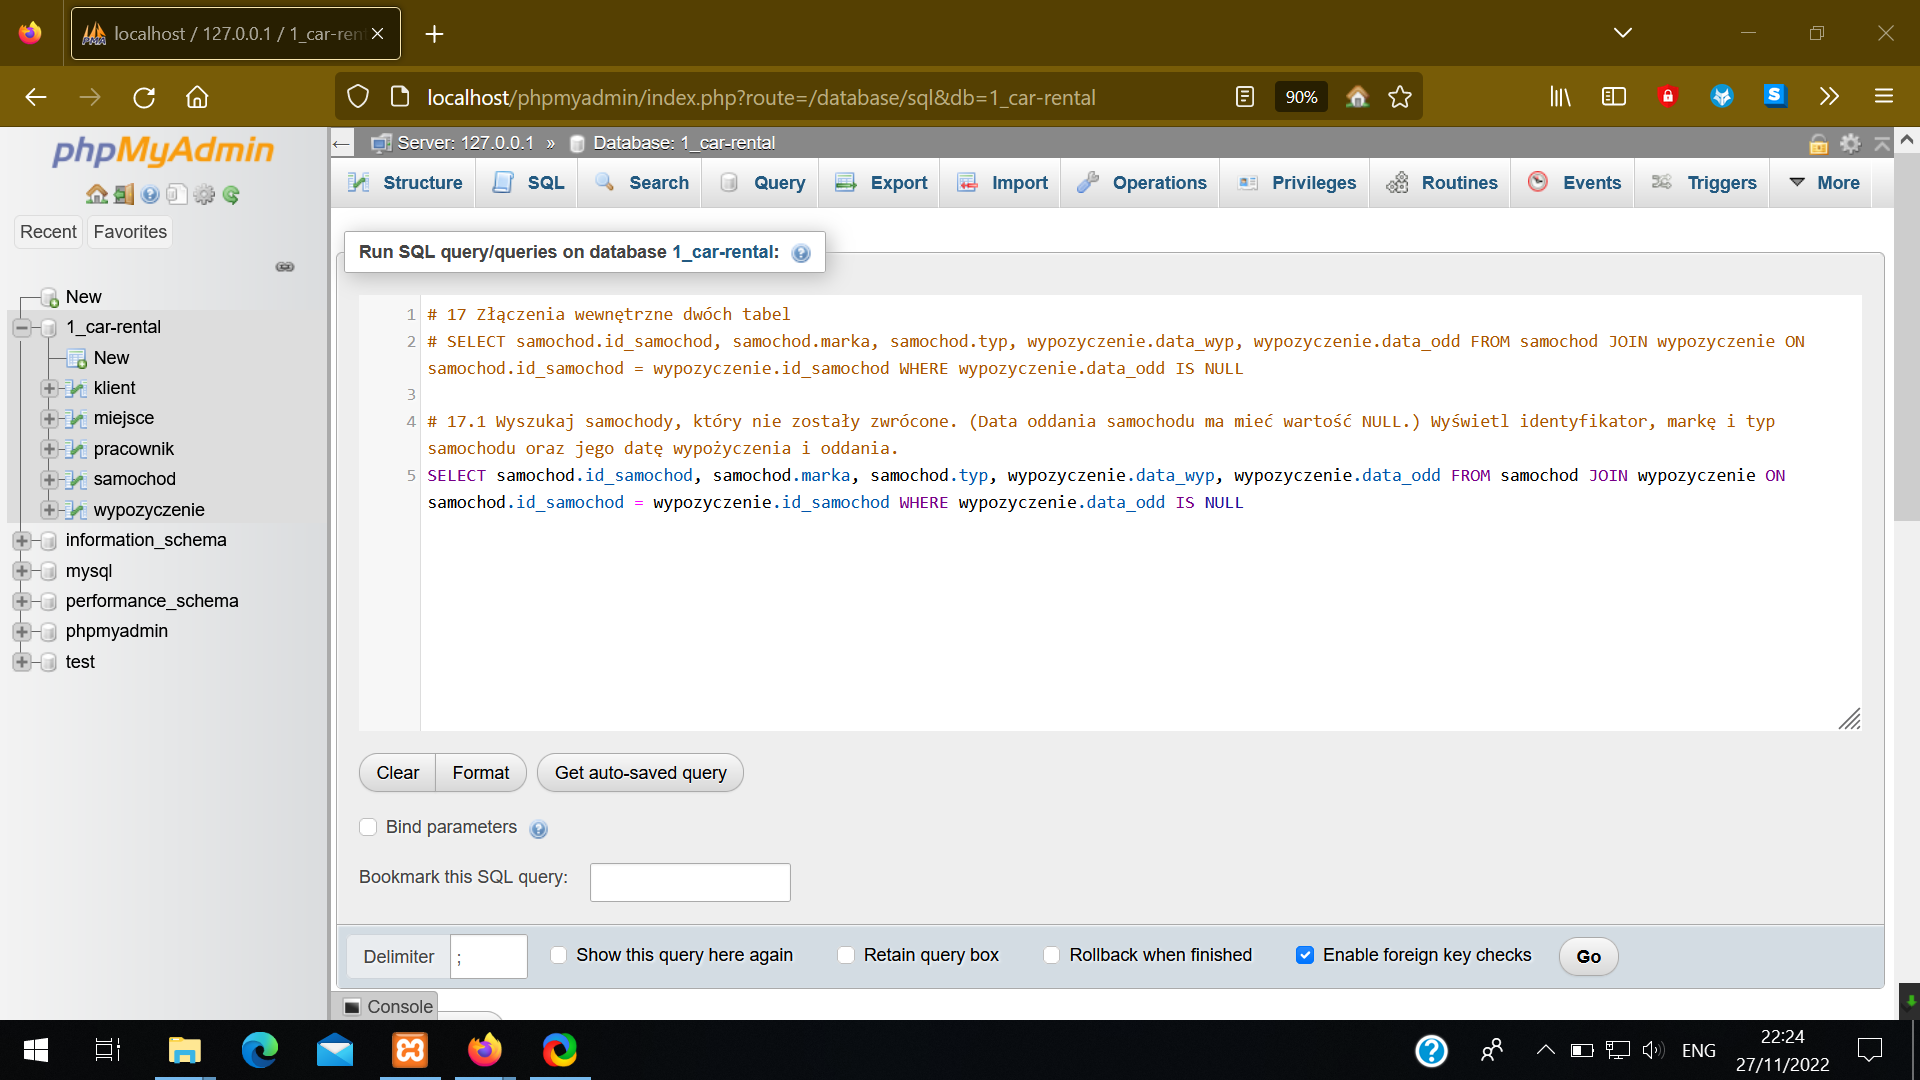 PMA localhost / 127.0.0.1 / 1_car-ren
localhost/phpmyadmin/index.php?route=/database/sql&db=1_car-rental
90%
S
phpMyAdmin
Recent
Favorites
New
1_car-rental
New
klient
miejsce
pracownik
samochod
wypozyczenie
information_schema
mysql
performance_schema
phpmyadmin
test
Server: 127.0.0.1 » Database: 1_car-rental
Structure
SQL
Search
Query
Export
Import
Operations
Privileges
Routines
Events
Triggers
More
Run SQL query/queries on database 1_car-rental:
1 # 17 Złączenia wewnętrzne dwóch tabel
2 # SELECT samochod.id_samochod, samochod.marka, samochod.typ, wypozyczenie.data_wyp, wypozyczenie.data_odd FROM samochod JOIN wypozyczenie ON
samochod.id_samochod = wypozyczenie.id_samochod WHERE wypozyczenie.data_odd IS NULL
3
4 # 17.1 Wyszukaj samochody, który nie zostały zwrócone. (Data oddania samochodu ma mieć wartość NULL.) Wyświetl identyfikator, markę i typ
samochodu oraz jego datę wypożyczenia i oddania.
5 SELECT samochod.id_samochod, samochod.marka, samochod.typ, wypozyczenie.data_wyp, wypozyczenie.data_odd FROM samochod JOIN wypozyczenie ON
samochod.id_samochod = wypozyczenie.id_samochod WHERE wypozyczenie.data_odd IS NULL
Clear
Format
Get auto-saved query
Bind parameters
Bookmark this SQL query:
Delimiter ;
Show this query here again
Retain query box
Rollback when finished
Enable foreign key checks
Go
Console
ENG
22:24
27/11/2022